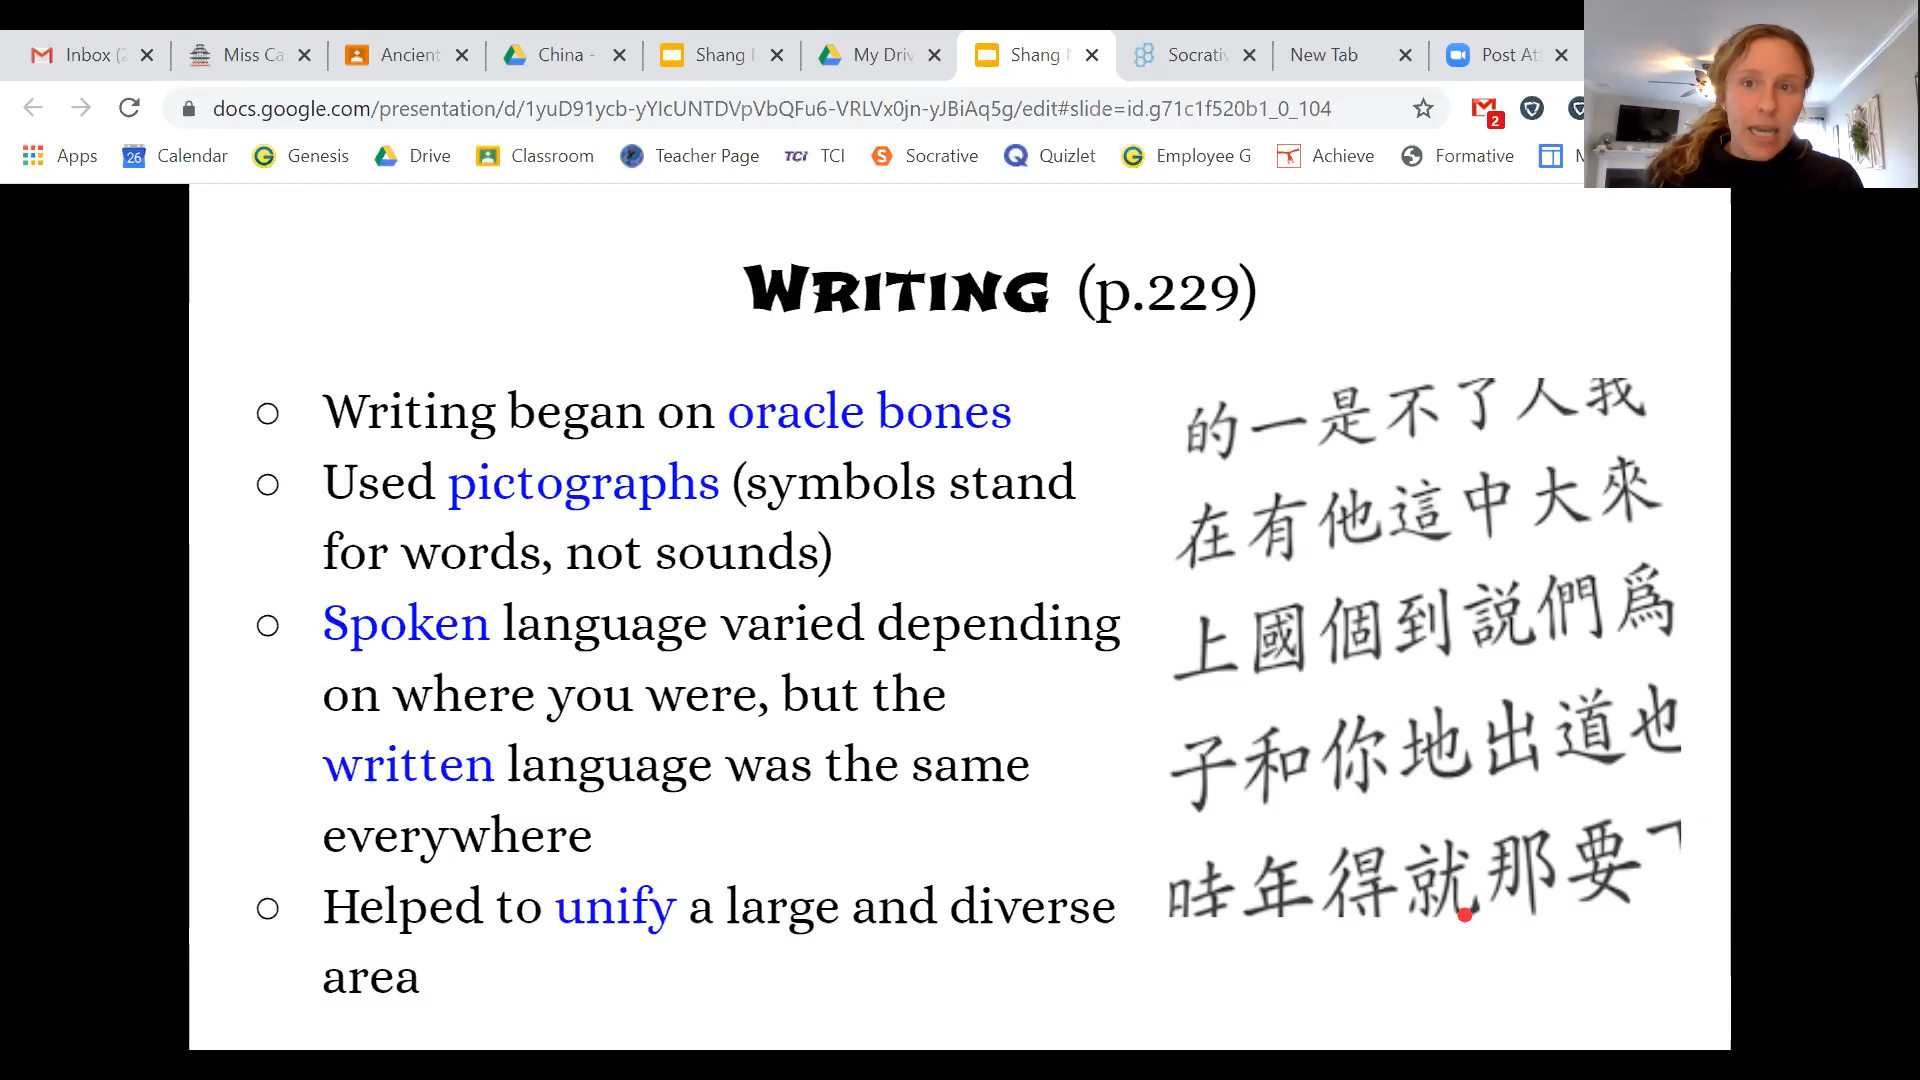 Inbox (2
Miss Ca
Ancient
China -
Shang
My Driv
Shang
Socrativ
New Tab
Post At
docs.google.com/presentation/d/1yuD91ycb-yYIcUNTDVpVbQFu6-VRLVx0jn-yJBiAq5g/edit#slide=id.g71c1f520b1_0_104
2
Apps
26 Calendar
Genesis
Drive
Classroom
Teacher Page
TCi TCI
Socrative
Quizlet
Employee G
Achieve
Formative
WRITING (p.229)
○ Writing began on oracle bones
○ Used pictographs (symbols stand
for words, not sounds)
○ Spoken language varied depending
on where you were, but the
written language was the same
everywhere
○ Helped to unify a large and diverse
area
的一是不了人我
在有他這中大來
上國個到説們爲
子和你地出道也
時年得就那要